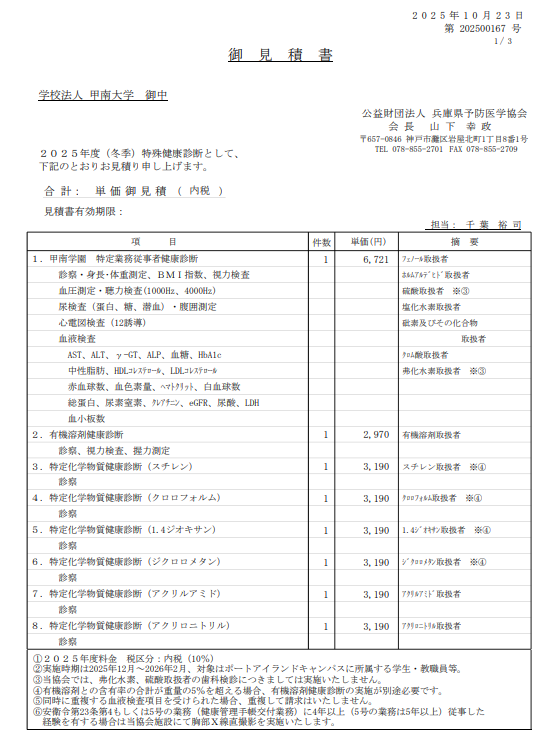 2025年10月23日
第 202500167 号
1/3
御 見 積 書
学校法人 甲南大学 御中
公益財団法人 兵庫県予防医学協会
会 長 山 下 幸 政
〒657-0846 神戸市灘区岩屋北町1丁目8番1号
TEL 078-855-2701 FAX 078-855-2709
２０２５年度（冬季）特殊健康診断として、
下記のとおりお見積り申し上げます。
合 計： 単 価 御 見 積 （ 内税 ）
見積書有効期限：
担当： 千 葉 裕 司
項 目 件数 単価(円) 摘 要
１．甲南学園 特定業務従事者健康診断 1 6,721 ﾌｪﾉｰﾙ取扱者
診察・身長･体重測定、ＢＭＩ指数、視力検査 ﾎﾙﾑｱﾙﾃﾞﾋﾄﾞ取扱者
血圧測定・聴力検査(1000Hz、4000Hz) 硫酸取扱者 ※③
尿検査（蛋白、糖、潜血）・腹囲測定 塩化水素取扱者
心電図検査（12誘導） 砒素及びその化合物
血液検査 取扱者
AST、ALT、γ-GT、ALP、血糖、HbA1c ｸﾛﾑ酸取扱者
中性脂肪、HDLｺﾚｽﾃﾛｰﾙ、LDLｺﾚｽﾃﾛｰﾙ 弗化水素取扱者 ※③
赤血球数、血色素量、ﾍﾏﾄｸﾘｯﾄ、白血球数
総蛋白、尿素窒素、ｸﾚｱﾁﾆﾝ、eGFR、尿酸、LDH
血小板数
２．有機溶剤健康診断 1 2,970 有機溶剤取扱者
診察、視力検査、握力測定
３．特定化学物質健康診断（スチレン） 1 3,190 スチレン取扱者 ※④
診察
４．特定化学物質健康診断（クロロフォルム） 1 3,190 ｸﾛﾛﾌｫﾙﾑ取扱者 ※④
診察
５．特定化学物質健康診断（1.4ジオキサン） 1 3,190 1.4ｼﾞｵｷｻﾝ取扱者 ※④
診察
６．特定化学物質健康診断（ジクロロメタン） 1 3,190 ｼﾞｸﾛﾛﾒﾀﾝ取扱者 ※④
診察
７．特定化学物質健康診断（アクリルアミド） 1 3,190 ｱｸﾘﾙｱﾐﾄﾞ取扱者
診察
８．特定化学物質健康診断（アクリロニトリル） 1 3,190 ｱｸﾘﾛﾆﾄﾘﾙ取扱者
診察
①２０２５年度料金 税区分：内税（10%）
②実施時期は2025年12月～2026年2月、対象はポートアイランドキャンパスに所属する学生・教職員等。
③当協会では、弗化水素、硫酸取扱者の歯科検診につきましては実施いたしません。
④有機溶剤との含有率の合計が重量の5%を超える場合、有機溶剤健康診断の実施が別途必要です。
⑤同時に重複する血液検査項目を受けられた場合、重複して請求はいたしません。
⑥安衛令第23条第4もしくは5号の業務（健康管理手帳交付業務）に4年以上（5号の業務は5年以上）従事した
経験を有する場合は当協会施設にて胸部Ｘ線直接撮影を実施いたします。